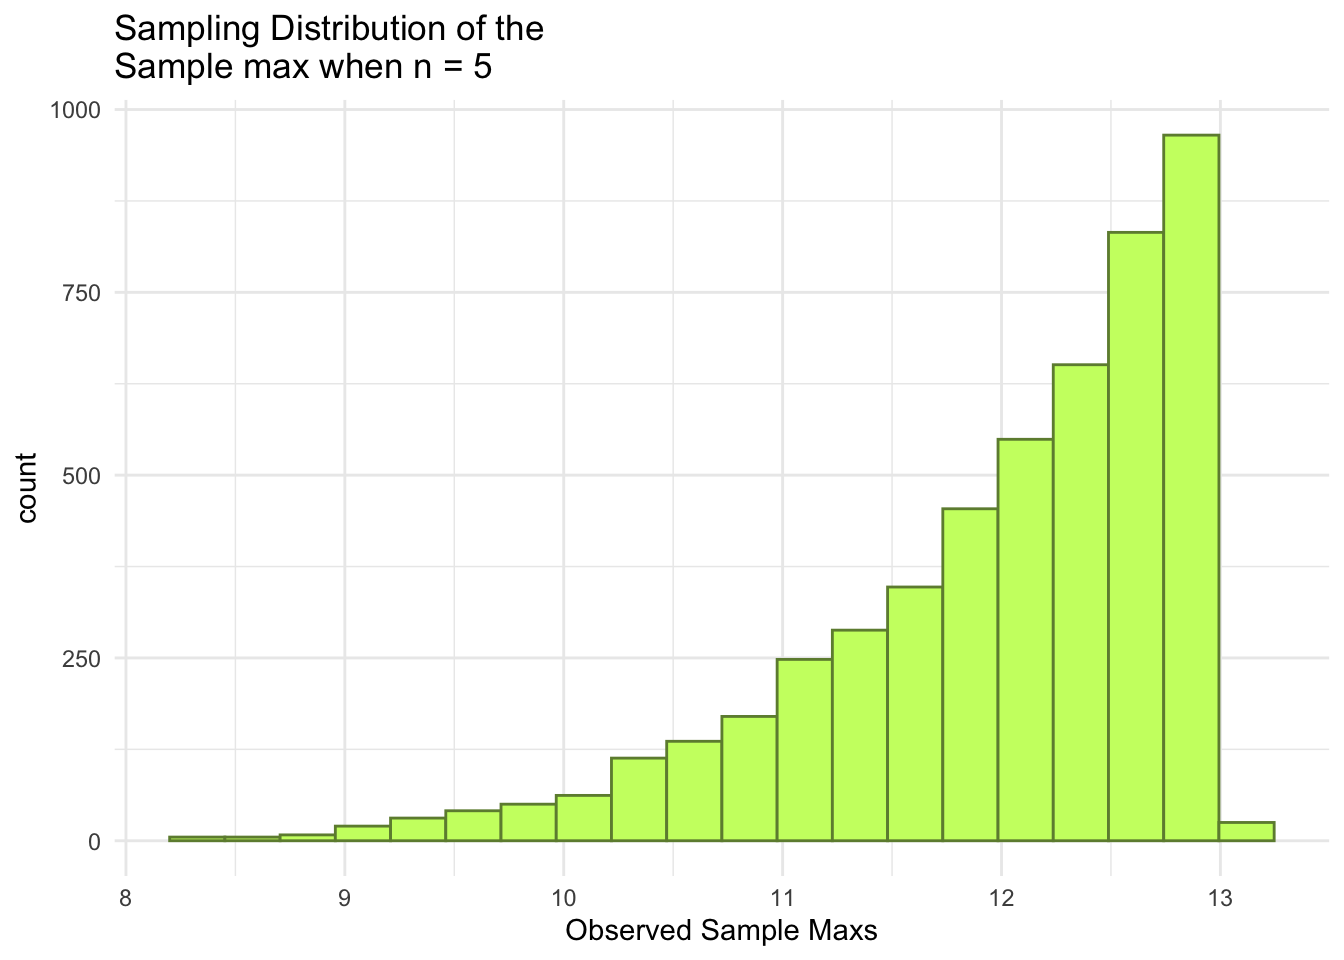 Sampling Distribution of the
Sample max when n = 5
1000
750
500
250
0
count
8 9 10 11 12 13
Observed Sample Maxs